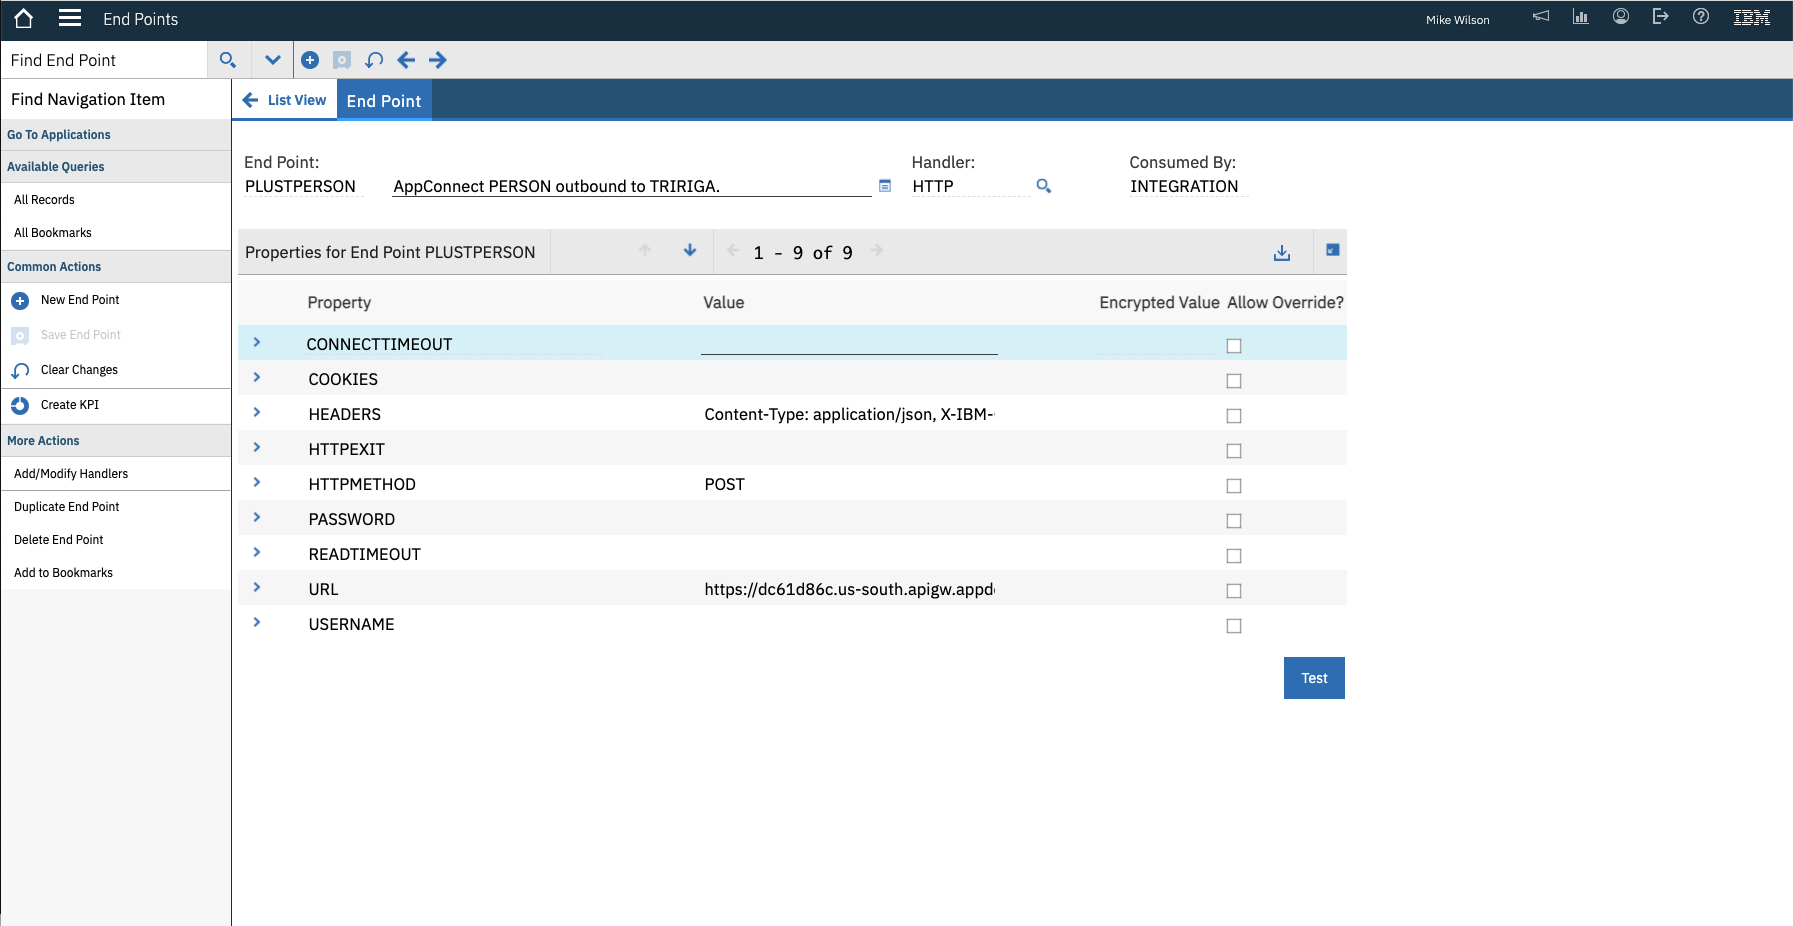 End Points
Mike Wilson
IBM
Find End Point
Find Navigation Item
Go To Applications
Available Queries
All Records
All Bookmarks
Common Actions
New End Point
Save End Point
Clear Changes
Create KPI
More Actions
Add/Modify Handlers
Duplicate End Point
Delete End Point
Add to Bookmarks
List View
End Point
End Point:
PLUSTPERSON
AppConnect PERSON outbound to TRIRIGA.
Handler:
HTTP
Consumed By:
INTEGRATION
Properties for End Point PLUSTPERSON
1 - 9 of 9
Property Value Encrypted Value Allow Override?
CONNECTTIMEOUT
COOKIES
HEADERS Content-Type: application/json, X-IBM-
HTTPEXIT
HTTPMETHOD POST
PASSWORD
READTIMEOUT
URL https://dc61d86c.us-south.apigw.appd
USERNAME
Test